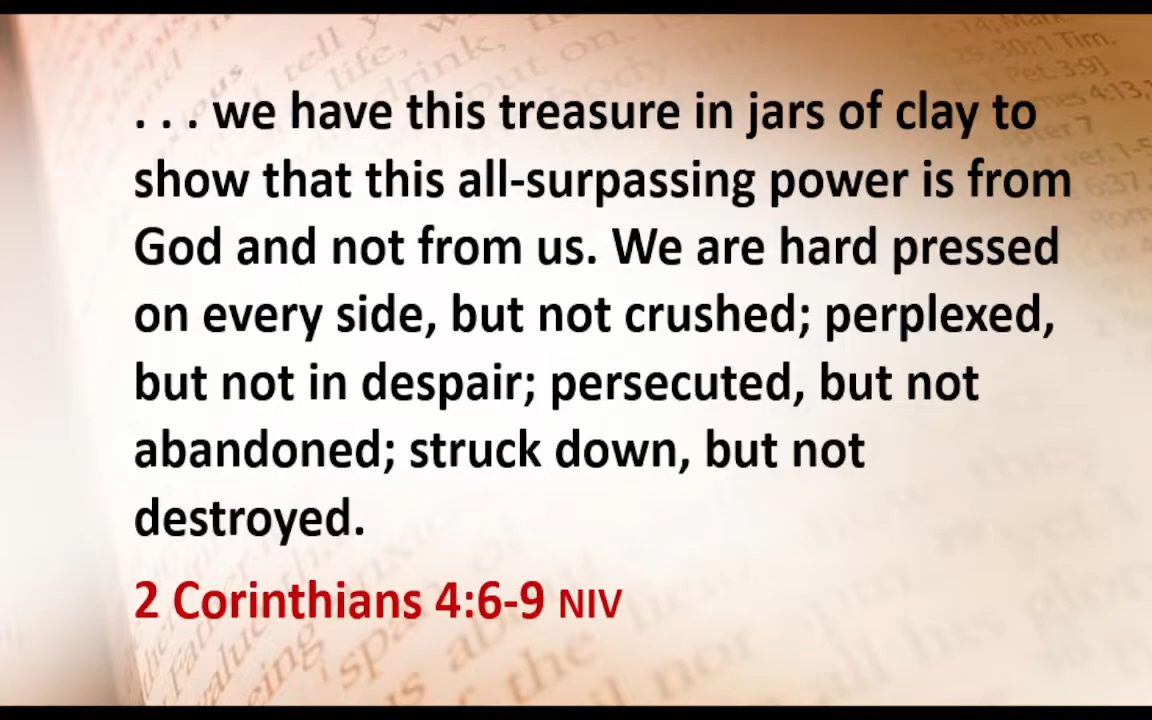 . . . we have this treasure in jars of clay to
show that this all-surpassing power is from
God and not from us. We are hard pressed
on every side, but not crushed; perplexed,
but not in despair; persecuted, but not
abandoned; struck down, but not
destroyed.
2 Corinthians 4:6-9 NIV